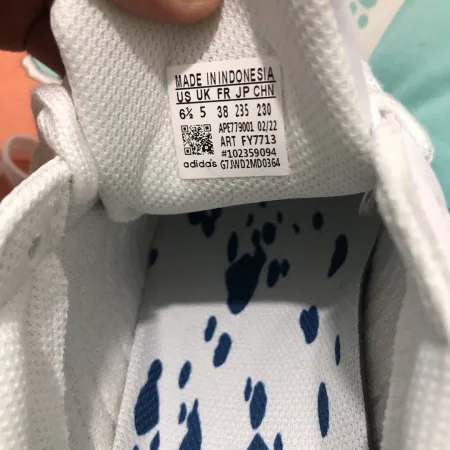 MADE IN INDONESIA
US UK FR JP CHN
6½ 5 38 235 230
APE779001 02/22
ART FY7713
#102359094
adidas G7JWD2MD0364